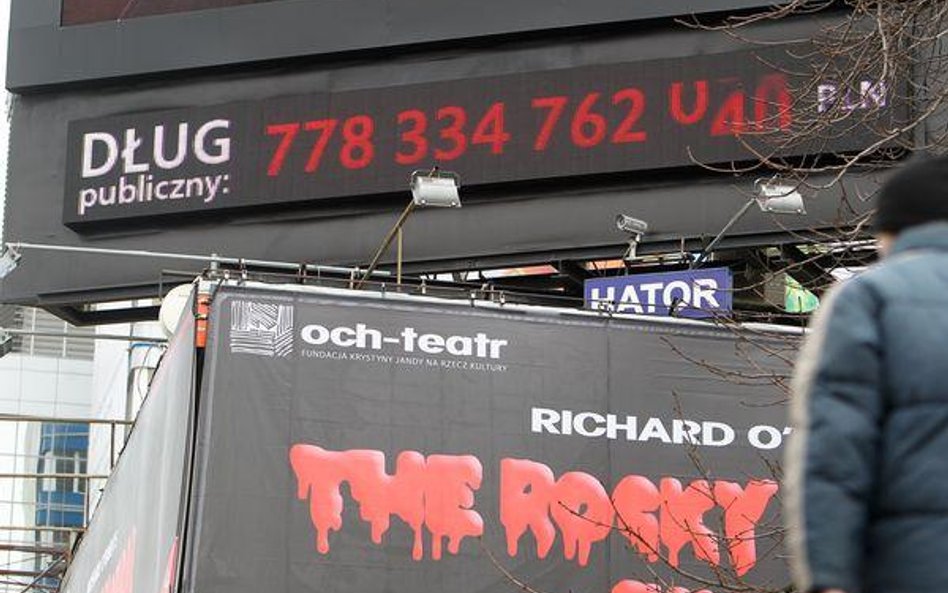 DŁUG
publiczny:
778 334 762
PLN
HATOR
och-teatr
FUNDACJA KRYSTYNY JANDY NA RZECZ KULTURY
RICHARD O'
THE ROCKY